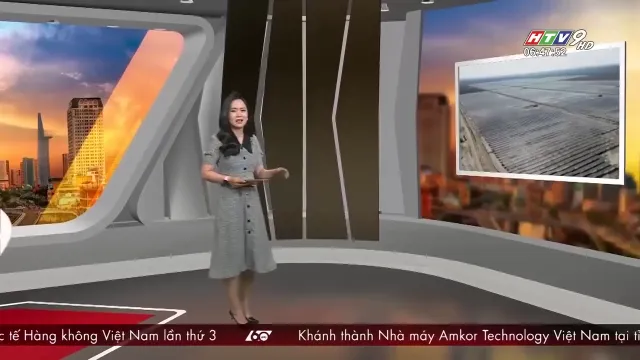 HTV9 HD
06:47:52
c tế Hàng không Việt Nam lần thứ 3 60 Khánh thành Nhà máy Amkor Technology Việt Nam tại t